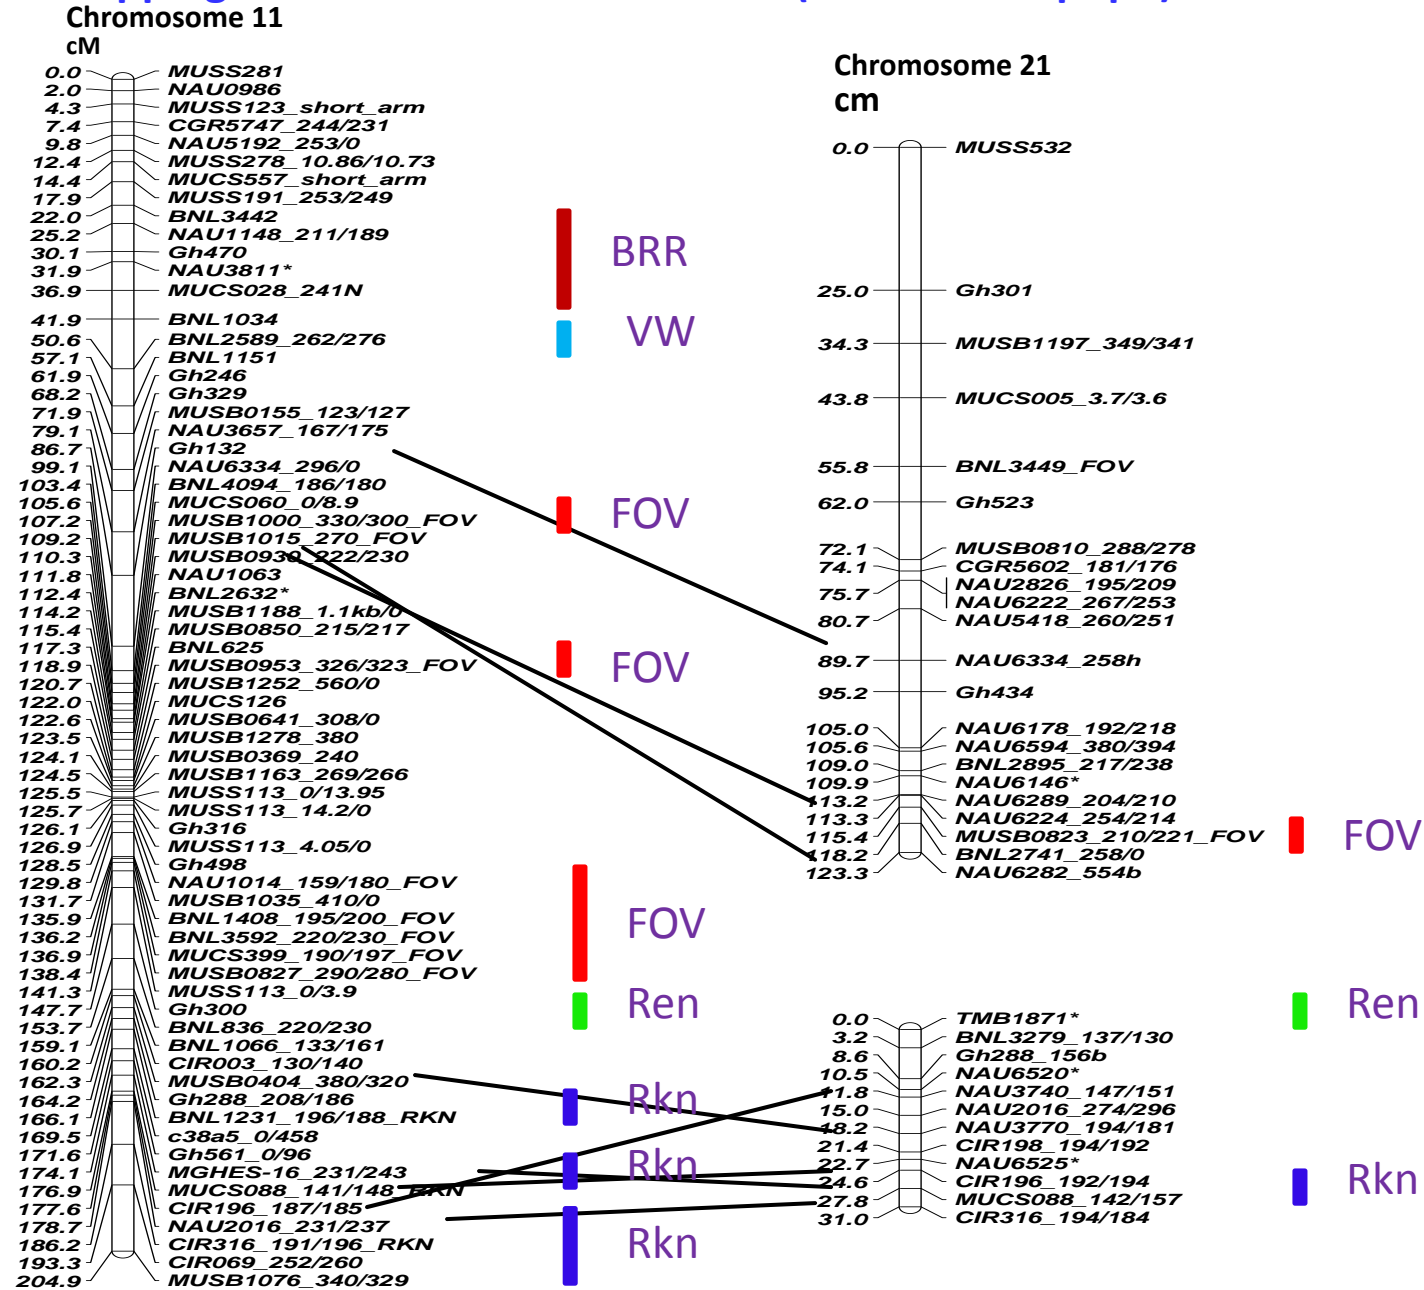 Chromosome 11
cM
0.0 MUSS281
2.0 NAU0986
4.3 MUSS123_short_arm
7.4 CGR5747_244/231
9.8 NAU5192_253/0
12.4 MUSS278_10.86/10.73
14.4 MUCS557_short_arm
17.9 MUSS191_253/249
22.0 BNL3442
25.2 NAU1148_211/189
30.1 Gh470
31.9 NAU3811*
36.9 MUCS028_241N
41.9 BNL1034
50.6 BNL2589_262/276
57.1 BNL1151
61.9 Gh246
68.2 Gh329
71.9 MUSB0155_123/127
79.1 NAU3657_167/175
86.7 Gh132
99.1 NAU6334_296/0
103.4 BNL4094_186/180
105.6 MUCS060_0/8.9
107.2 MUSB1000_330/300_FOV
109.2 MUSB1015_270_FOV
110.3 MUSB0930_222/230
111.8 NAU1063
112.4 BNL2632*
114.2 MUSB1188_1.1kb/0
115.4 MUSB0850_215/217
117.3 BNL625
118.9 MUSB0953_326/323_FOV
120.7 MUSB1252_560/0
122.0 MUCS126
122.6 MUSB0641_308/0
123.5 MUSB1278_380
124.1 MUSB0369_240
124.5 MUSB1163_269/266
125.5 MUSS113_0/13.95
125.7 MUSS113_14.2/0
126.1 Gh316
126.9 MUSS113_4.05/0
128.5 Gh498
129.8 NAU1014_159/180_FOV
131.7 MUSB1035_410/0
135.9 BNL1408_195/200_FOV
136.2 BNL3592_220/230_FOV
136.9 MUCS399_190/197_FOV
138.4 MUSB0827_290/280_FOV
141.3 MUSS113_0/3.9
147.7 Gh300
153.7 BNL836_220/230
159.1 BNL1066_133/161
160.2 CIR003_130/140
162.3 MUSB0404_380/320
164.2 Gh288_208/186
166.1 BNL1231_196/188_RKN
169.5 c38a5_0/458
171.6 Gh561_0/96
174.1 MGHES-16_231/243
176.9 MUCS088_141/148_RKN
177.6 CIR196_187/185
178.7 NAU2016_231/237
186.2 CIR316_191/196_RKN
193.3 CIR069_252/260
204.9 MUSB1076_340/329
BRR
VW
FOV
FOV
FOV
Ren
Rkn
Rkn
Rkn
Chromosome 21
cm
0.0 MUSS532
25.0 Gh301
34.3 MUSB1197_349/341
43.8 MUCS005_3.7/3.6
55.8 BNL3449_FOV
62.0 Gh523
72.1 MUSB0810_288/278
74.1 CGR5602_181/176
75.7 NAU2826_195/209
NAU6222_267/253
80.7 NAU5418_260/251
89.7 NAU6334_258h
95.2 Gh434
105.0 NAU6178_192/218
105.6 NAU6594_380/394
109.0 BNL2895_217/238
109.9 NAU6146*
113.2 NAU6289_204/210
113.3 NAU6224_254/214
115.4 MUSB0823_210/221_FOV
118.2 BNL2741_258/0
123.3 NAU6282_554b
FOV
0.0 TMB1871*
3.2 BNL3279_137/130
8.6 Gh288_156b
10.5 NAU6520*
11.8 NAU3740_147/151
15.0 NAU2016_274/296
18.2 NAU3770_194/181
21.4 CIR198_194/192
22.7 NAU6525*
24.6 CIR196_192/194
27.8 MUCS088_142/157
31.0 CIR316_194/184
Ren
Rkn